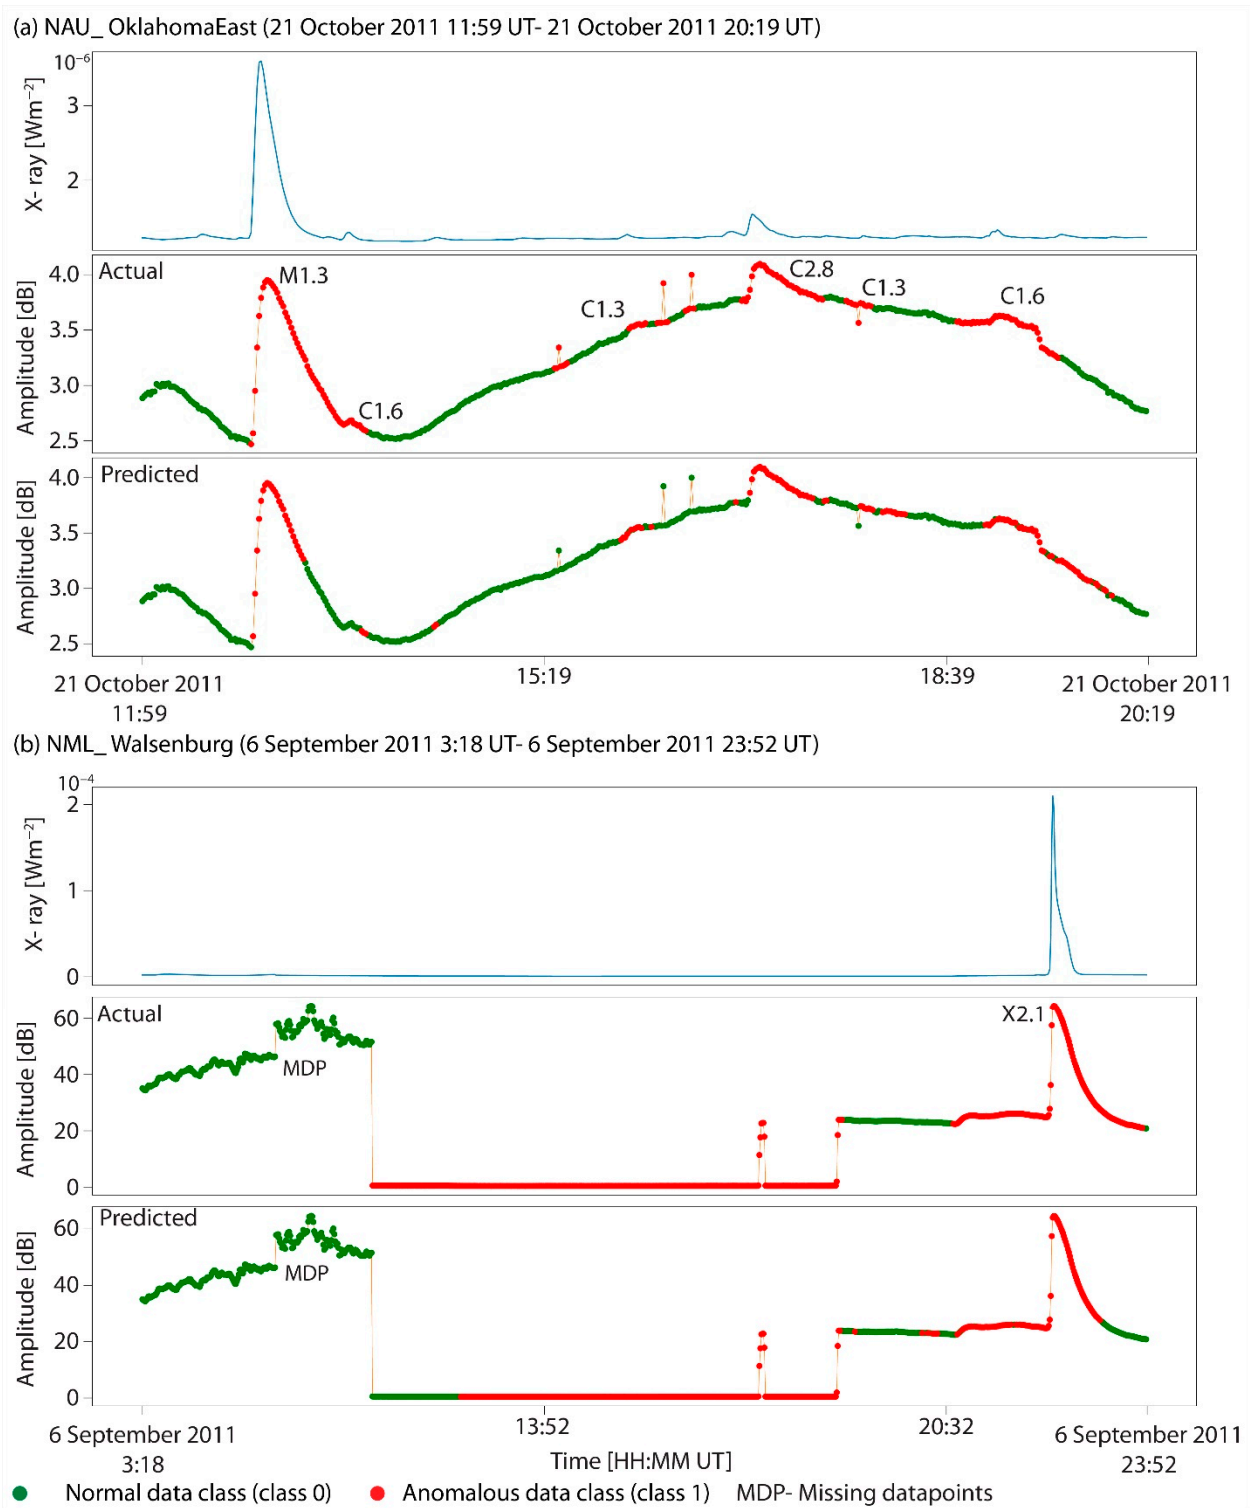 (a) NAU_ OklahomaEast (21 October 2011 11:59 UT- 21 October 2011 20:19 UT)
10⁻⁶
3
2
X- ray [Wm⁻²]
Actual
4.0
3.5
3.0
2.5
Amplitude [dB]
M1.3
C1.6
C1.3
C2.8
C1.3
C1.6
Predicted
4.0
3.5
3.0
2.5
Amplitude [dB]
21 October 2011
11:59
15:19
18:39
21 October 2011
20:19
(b) NML_ Walsenburg (6 September 2011 3:18 UT- 6 September 2011 23:52 UT)
10⁻⁴
2
1
0
X- ray [Wm⁻²]
Actual
60
40
20
0
Amplitude [dB]
MDP
X2.1
Predicted
60
40
20
0
Amplitude [dB]
MDP
6 September 2011
3:18
13:52
20:32
6 September 2011
23:52
Time [HH:MM UT]
Normal data class (class 0) Anomalous data class (class 1) MDP- Missing datapoints